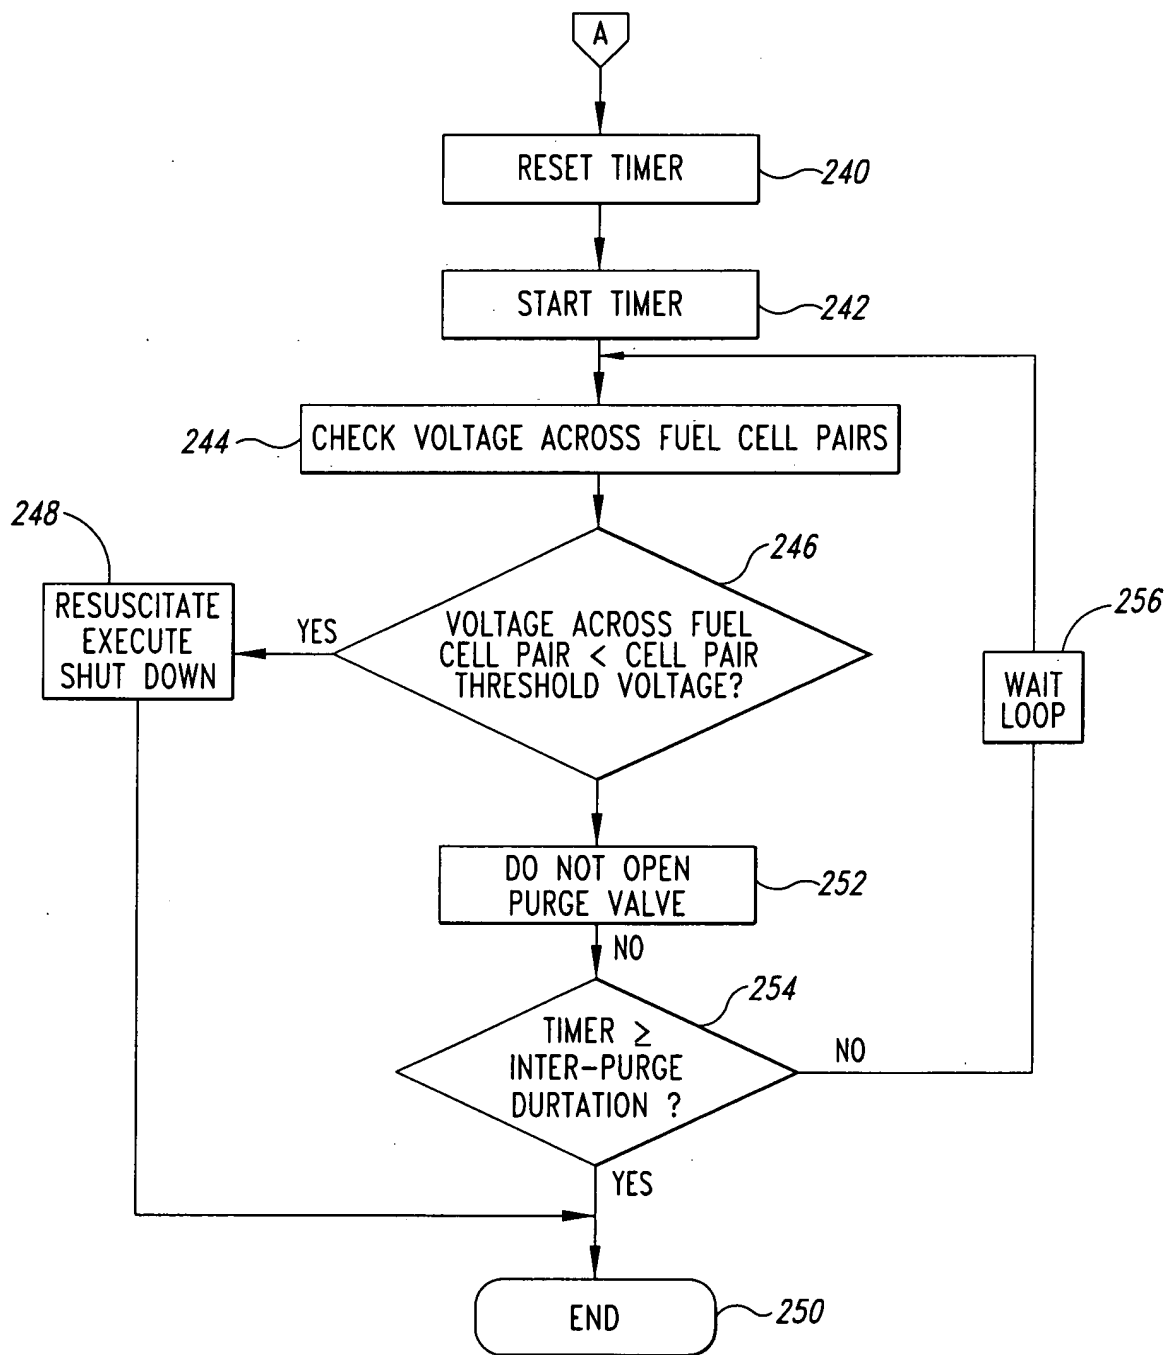 A
RESET TIMER
240
START TIMER
242
244
CHECK VOLTAGE ACROSS FUEL CELL PAIRS
248
246
RESUSCITATE
EXECUTE
SHUT DOWN
YES
VOLTAGE ACROSS FUEL
CELL PAIR < CELL PAIR
THRESHOLD VOLTAGE?
256
WAIT
LOOP
DO NOT OPEN
PURGE VALVE
252
NO
254
TIMER ≥
INTER-PURGE
DURTATION ?
NO
YES
END
250